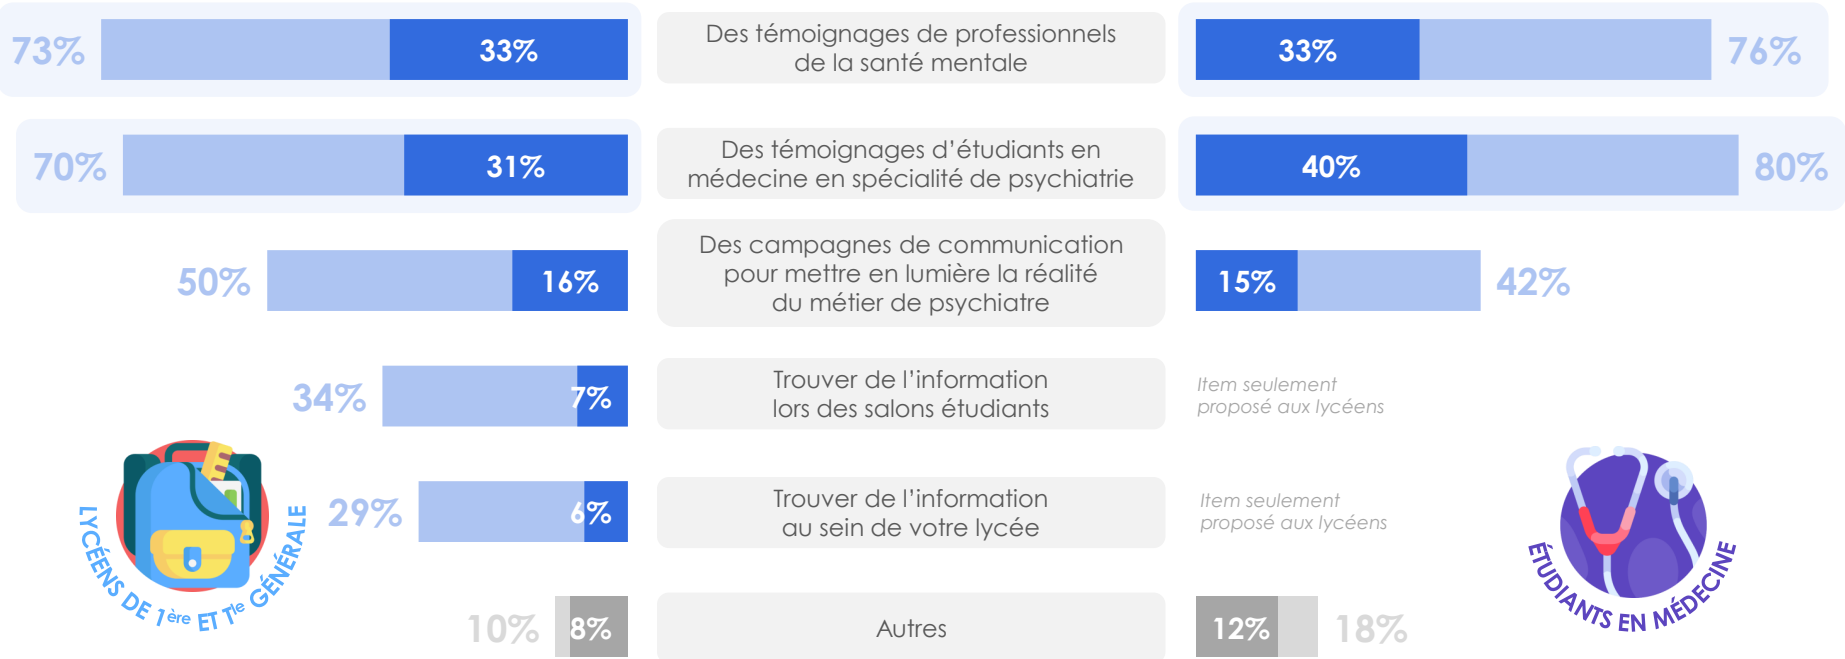 73% 33% Des témoignages de professionnels 33% 76%
de la santé mentale
70% 31% Des témoignages d’étudiants en 40% 80%
médecine en spécialité de psychiatrie
Des campagnes de communication
50% 16% pour mettre en lumière la réalité 15% 42%
du métier de psychiatre
34% 7% Trouver de l’information Item seulement
lors des salons étudiants proposé aux lycéens
29% 6% Trouver de l’information Item seulement
au sein de votre lycée proposé aux lycéens
LYCÉENS DE 1ère ET Tle GÉNÉRALE
ÉTUDIANTS EN MÉDECINE
10% 8% Autres 12% 18%